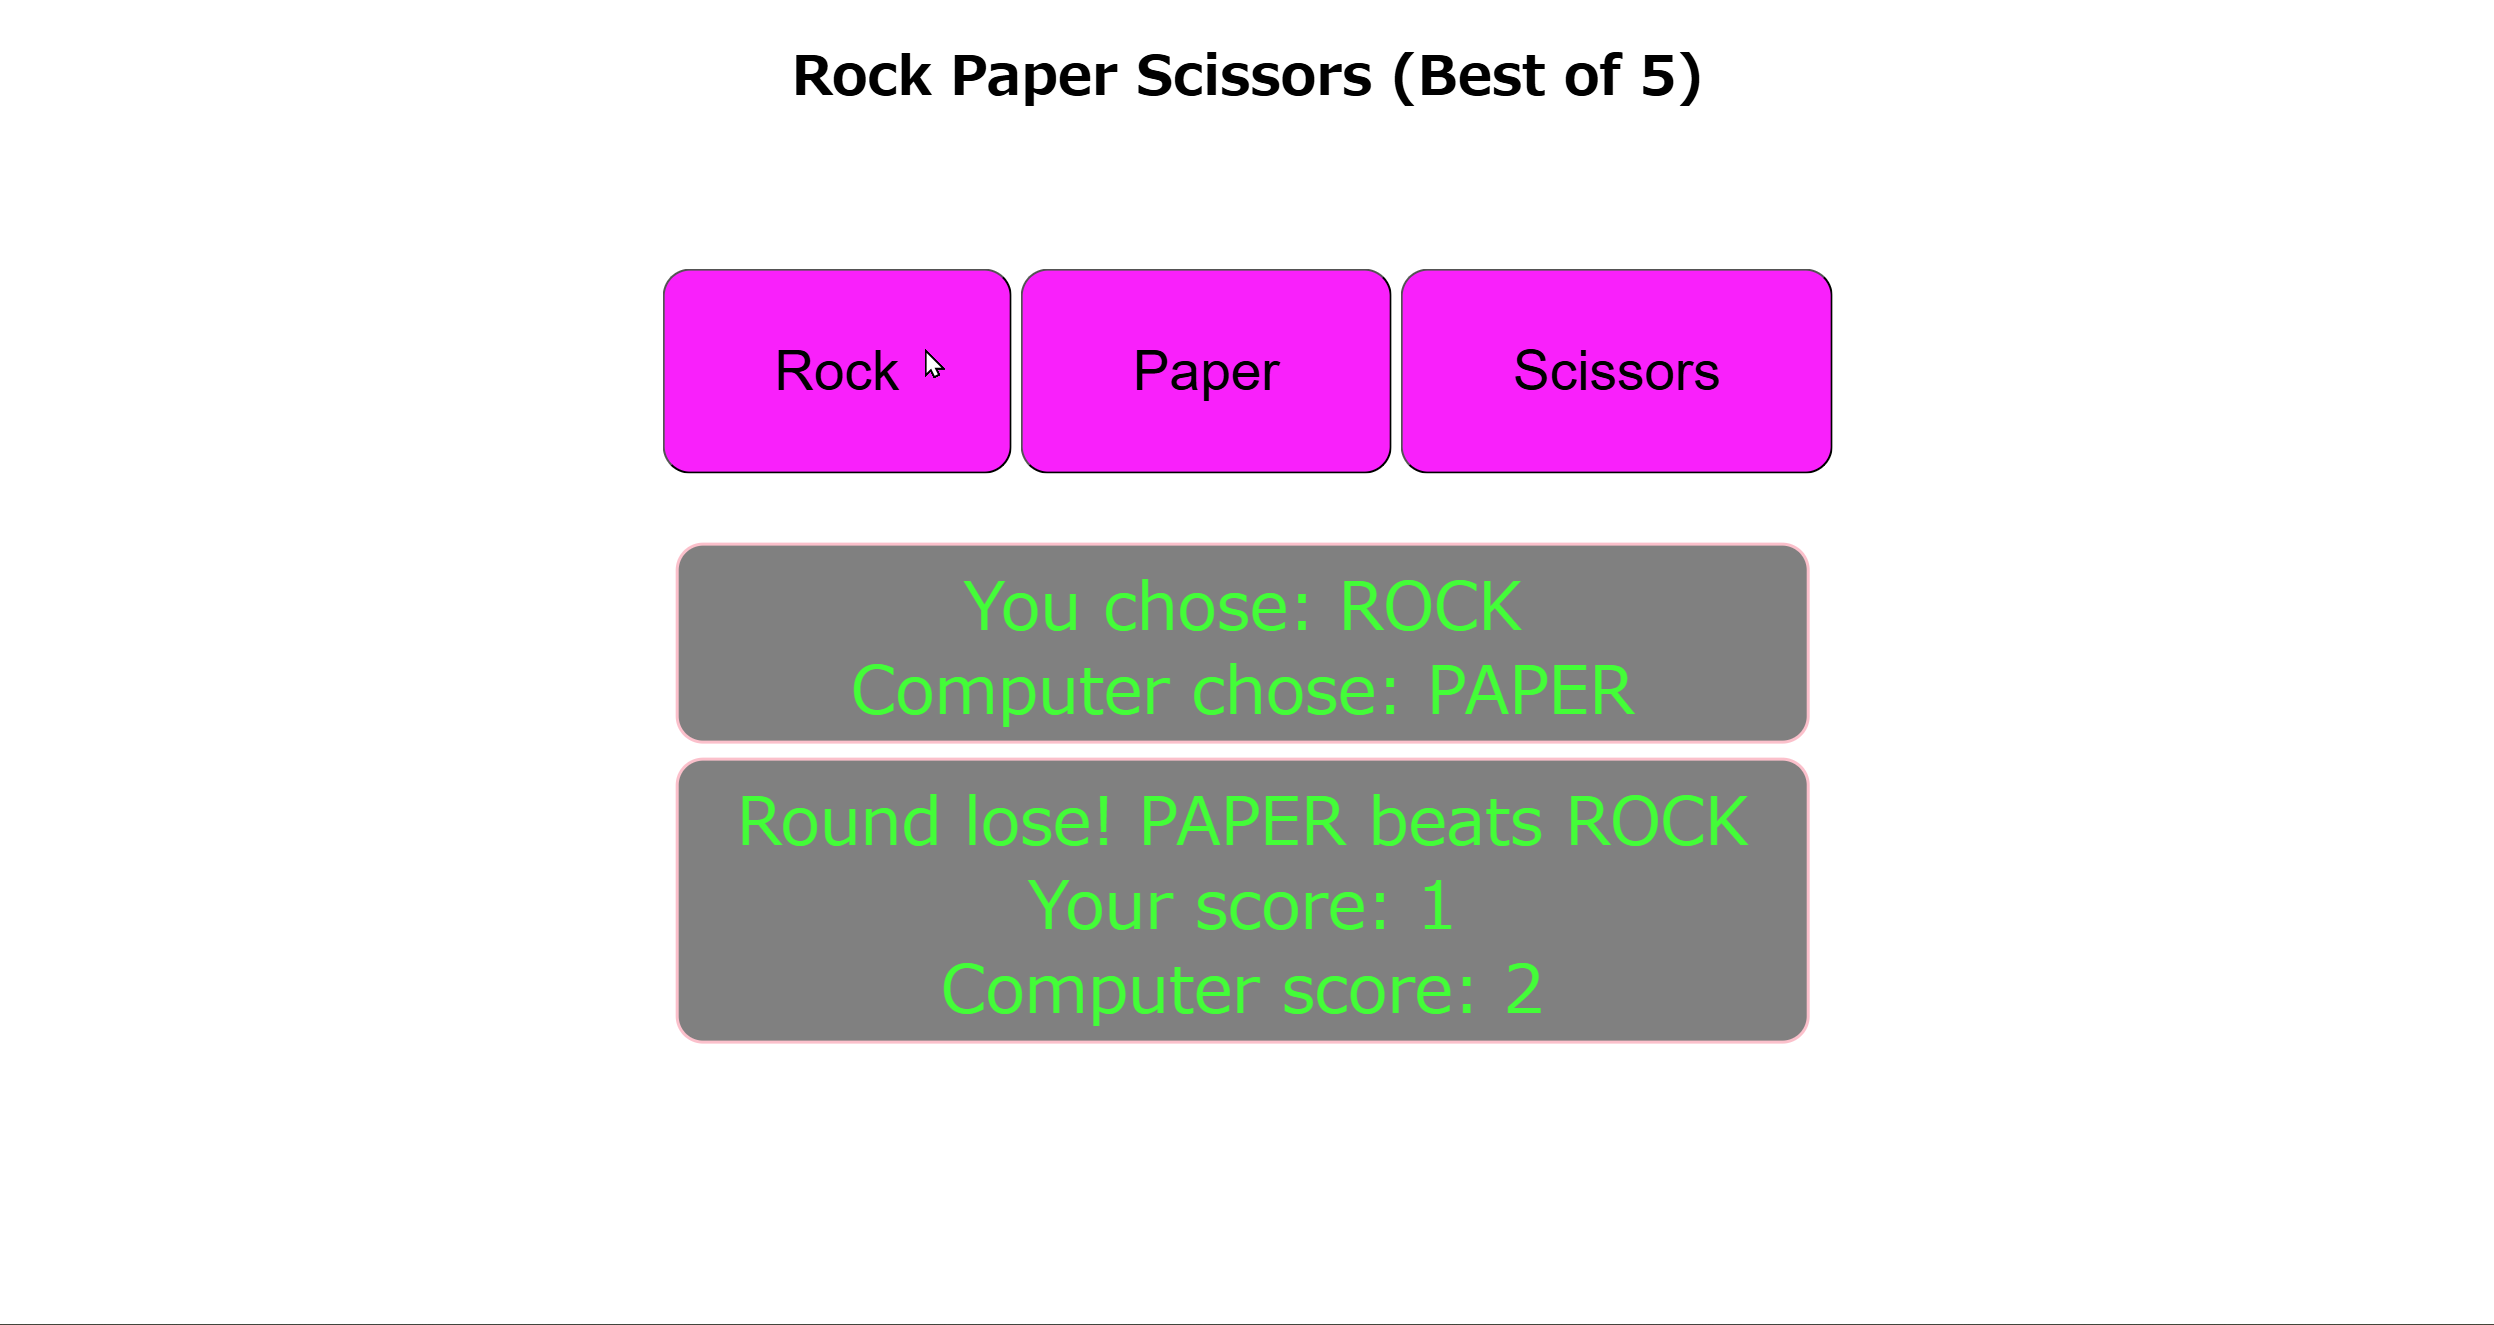 Rock Paper Scissors (Best of 5)
Rock
Paper
Scissors
You chose: ROCK
Computer chose: PAPER
Round lose! PAPER beats ROCK
Your score: 1
Computer score: 2